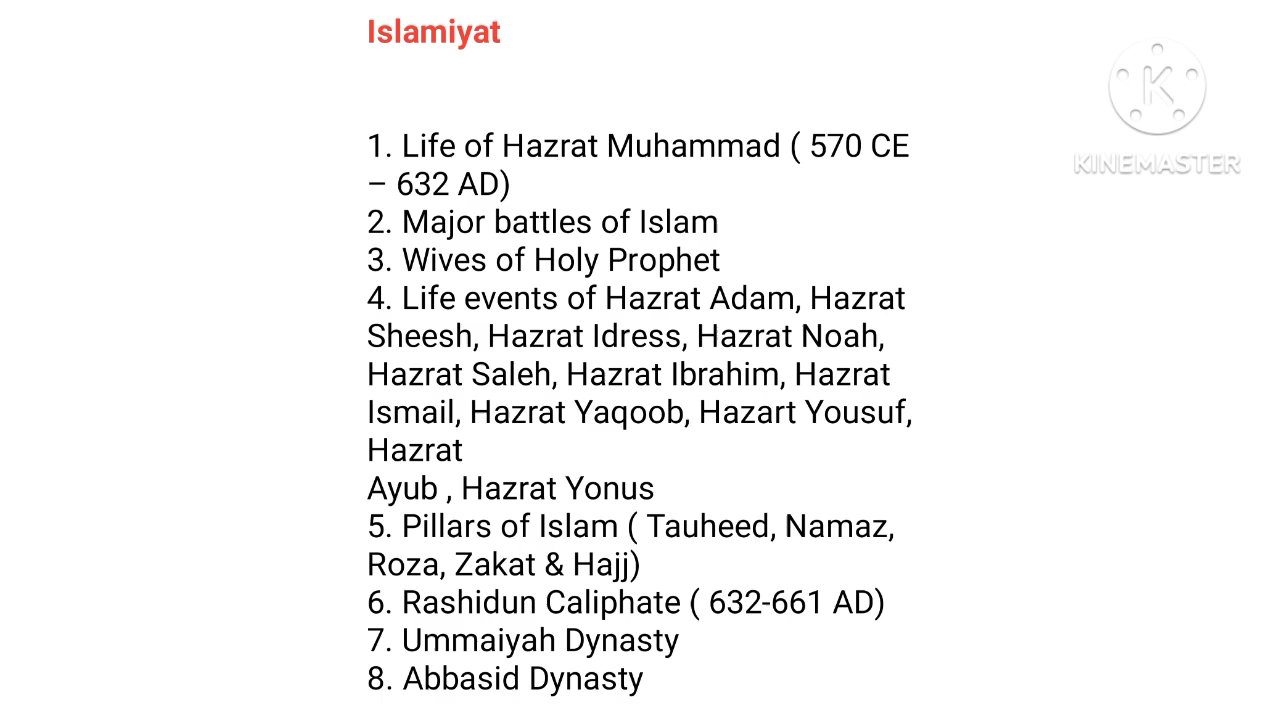 Islamiyat
1. Life of Hazrat Muhammad ( 570 CE
– 632 AD)
2. Major battles of Islam
3. Wives of Holy Prophet
4. Life events of Hazrat Adam, Hazrat
Sheesh, Hazrat Idress, Hazrat Noah,
Hazrat Saleh, Hazrat Ibrahim, Hazrat
Ismail, Hazrat Yaqoob, Hazart Yousuf,
Hazrat
Ayub , Hazrat Yonus
5. Pillars of Islam ( Tauheed, Namaz,
Roza, Zakat & Hajj)
6. Rashidun Caliphate ( 632-661 AD)
7. Ummaiyah Dynasty
8. Abbasid Dynasty
K
KINEMASTER